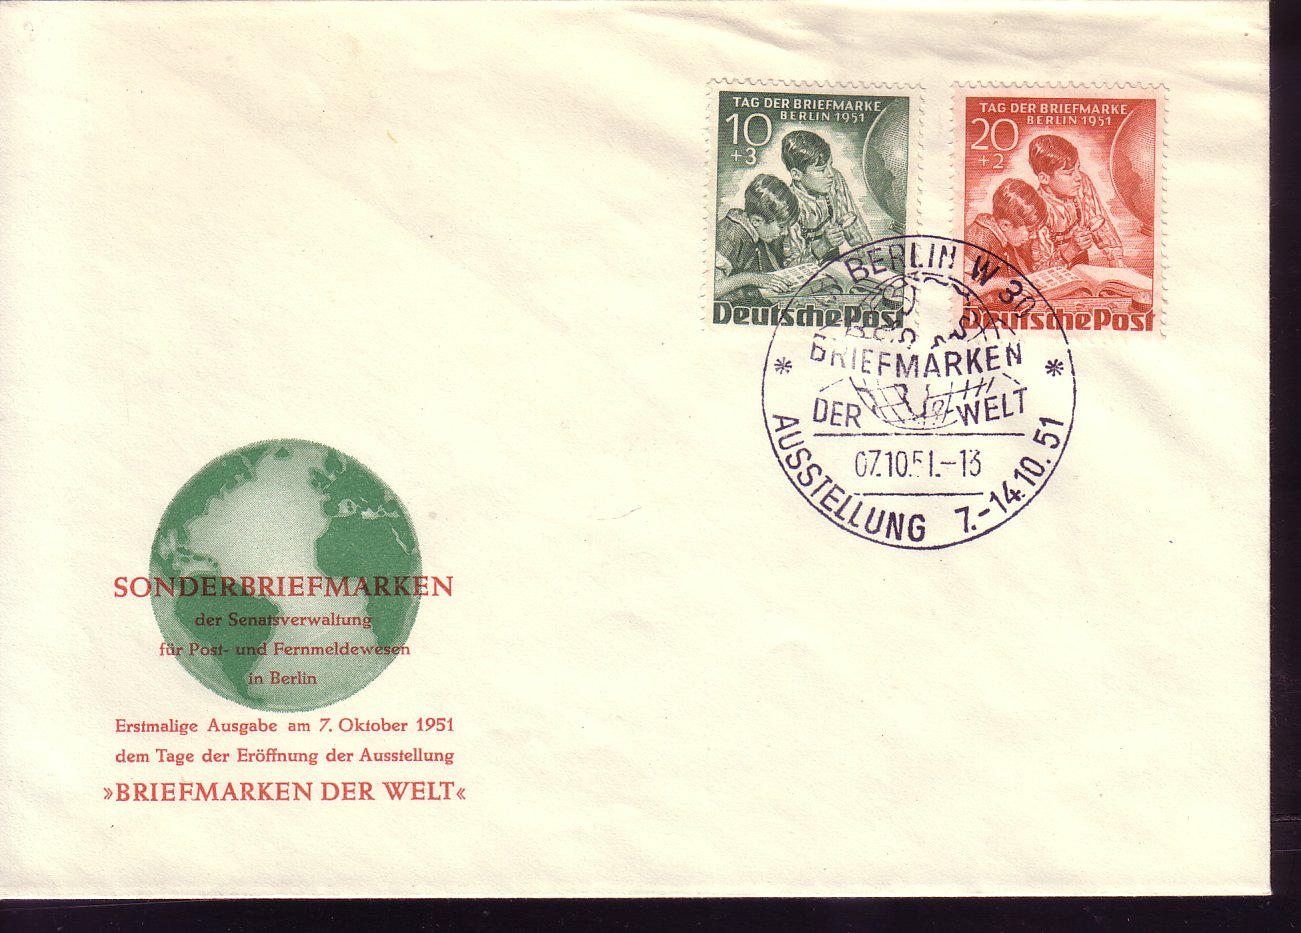 TAG DER BRIEFMARKE
BERLIN 1951
10
+3
Deutsche Post
TAG DER BRIEFMARKE
BERLIN 1951
20
+2
Deutsche Post
BERLIN W 30
BRIEFMARKEN
DER WELT
07.10.51.-13
* AUSSTELLUNG 7.-14.10.51 *
SONDERBRIEFMARKEN
der Senatsverwaltung
für Post- und Fernmeldewesen
in Berlin
Erstmalige Ausgabe am 7. Oktober 1951
dem Tage der Eröffnung der Ausstellung
»BRIEFMARKEN DER WELT«